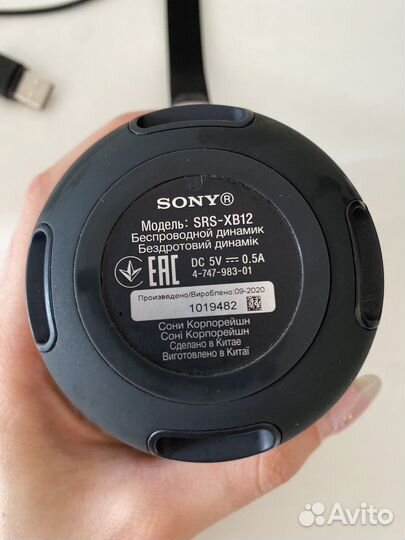 SONY®
Модель: SRS-XB12
Беспроводной динамик
Бездротовий динамік
EAC DC 5V ⎓ 0.5A
4-747-983-01
Произведено/Вироблено:09-2020
1019482
Сони Корпорейшн
Соні Корпорейшн
Сделано в Китае
Виготовлено в Китаї
Avito